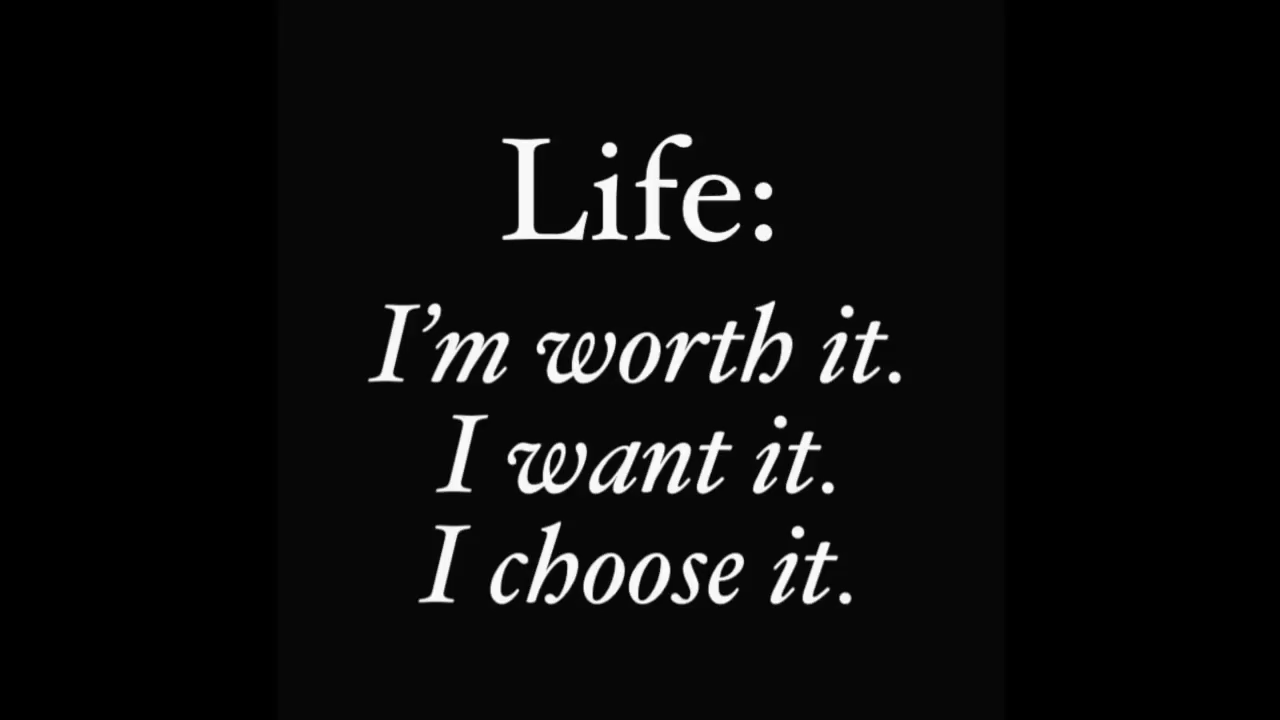 Life:
I’m worth it.
I want it.
I choose it.